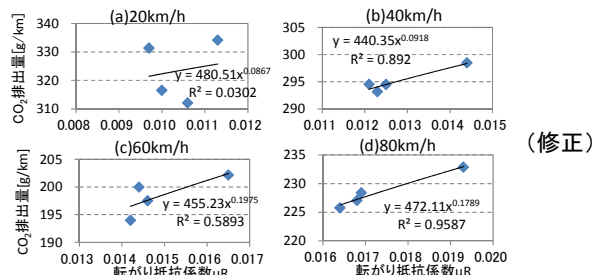 (a)20km/h
CO₂排出量[g/km]
340
330
320
310
y = 480.51x^0.0867
R² = 0.0302
0.008 0.009 0.010 0.011 0.012
(b)40km/h
305
300
295
290
y = 440.35x^0.0918
R² = 0.892
0.011 0.012 0.013 0.014 0.015
(修正)
(c)60km/h
CO₂排出量[g/km]
205
200
195
190
y = 455.23x^0.1975
R² = 0.5893
0.013 0.014 0.015 0.016 0.017
転がり抵抗係数μR
(d)80km/h
235
230
225
220
y = 472.11x^0.1789
R² = 0.9587
0.016 0.017 0.018 0.019 0.020
転がり抵抗係数μR